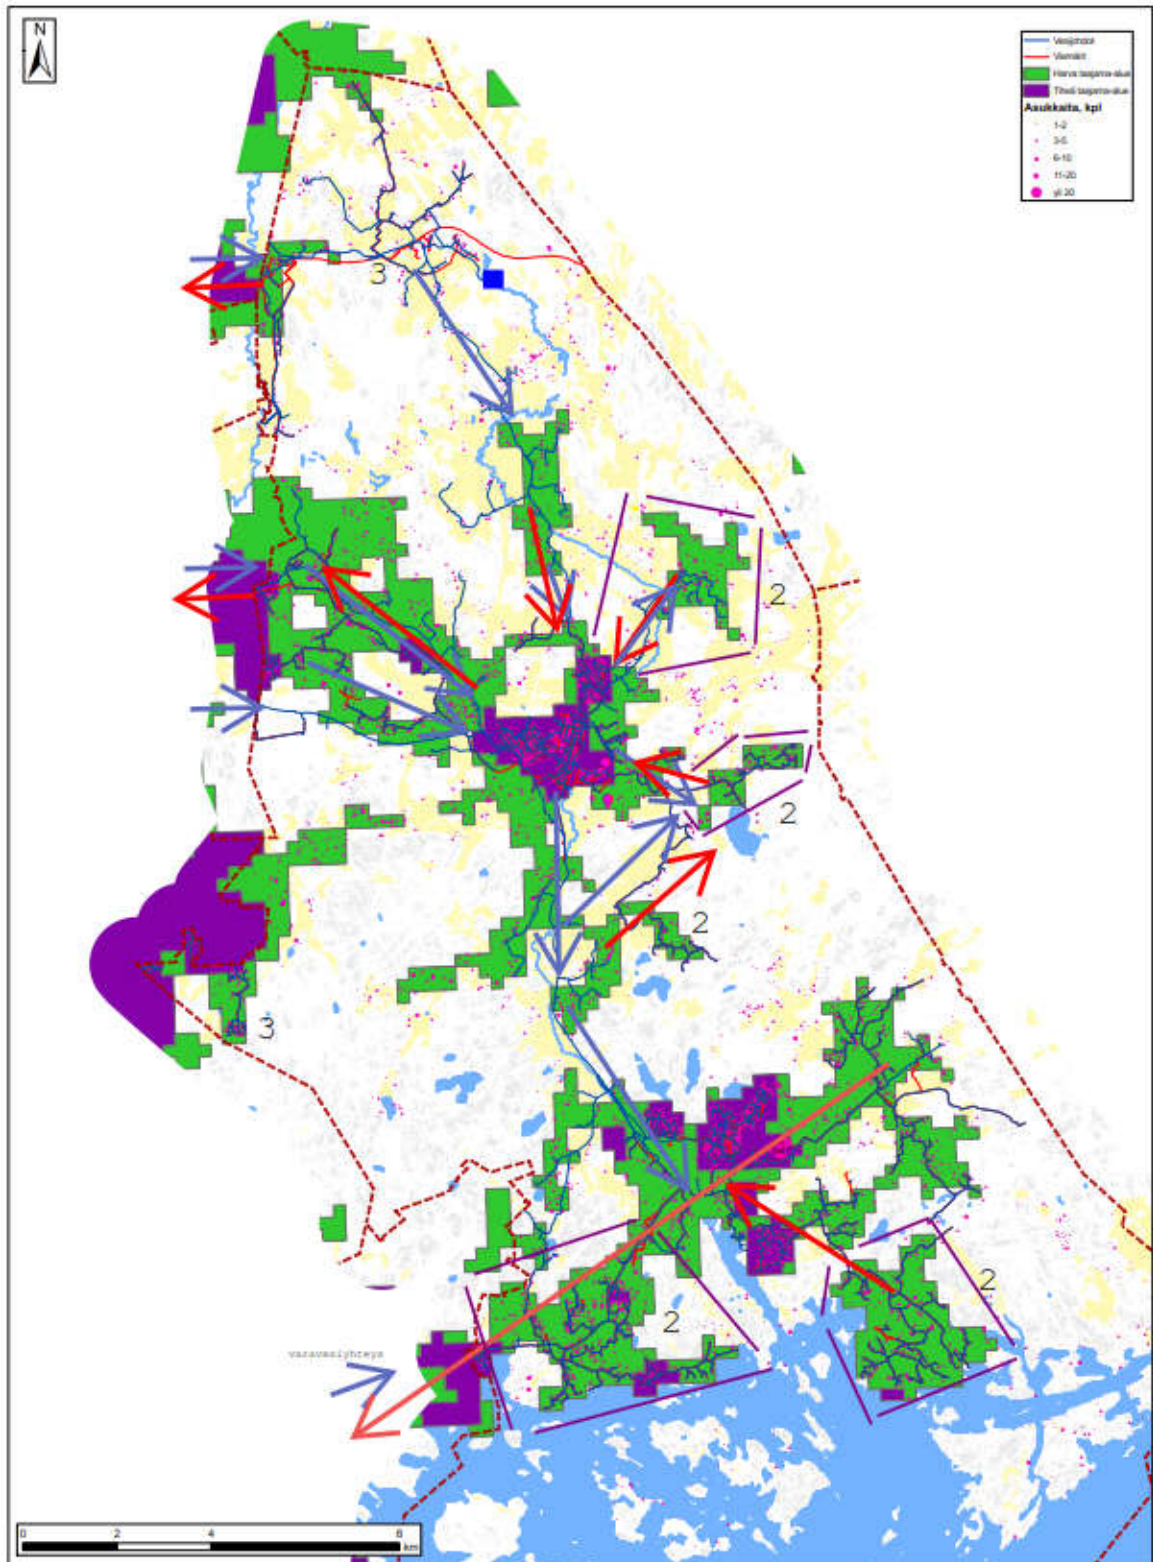 N
Vesijohdot
Viemärit
Harva taajama-alue
Tiheä taajama-alue
Asukkaita, kpl
1-2
3-5
6-10
11-20
yli 20
3
2
2
2
3
2
2
varavesiyhteys
0 2 4 8
km